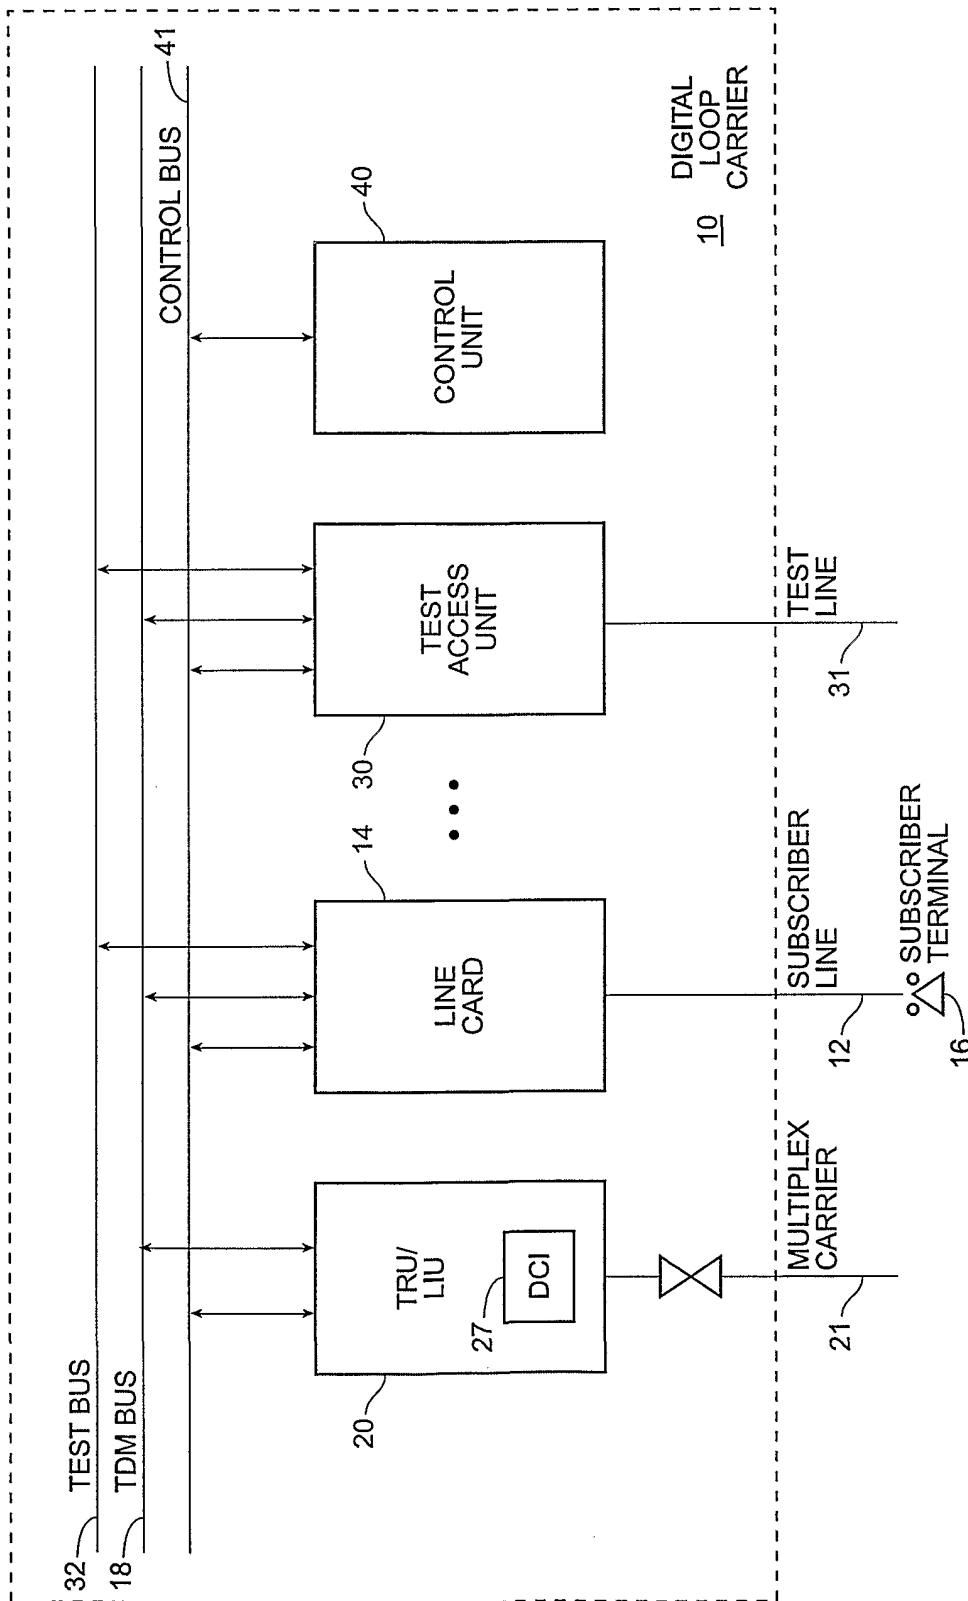 32
TEST BUS
18
TDM BUS
CONTROL BUS
41
20
TRU/
LIU
27
DCI
LINE
CARD
14
30
TEST
ACCESS
UNIT
CONTROL
UNIT
40
10
DIGITAL
LOOP
CARRIER
21
MULTIPLEX
CARRIER
12
SUBSCRIBER
LINE
31
TEST
LINE
16
SUBSCRIBER
TERMINAL